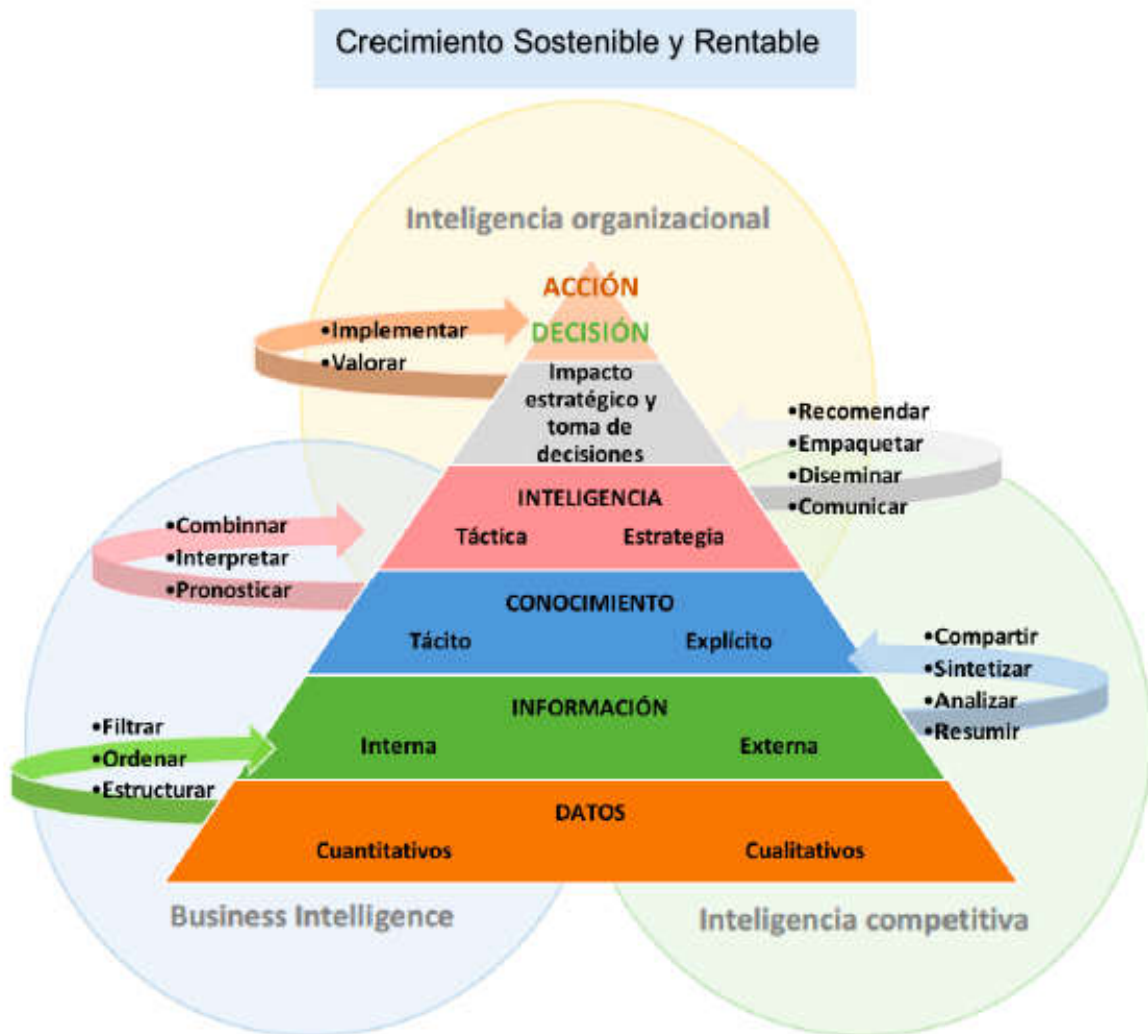 Crecimiento Sostenible y Rentable
Inteligencia organizacional
ACCIÓN
DECISIÓN
•Implementar
•Valorar
Impacto
estratégico y
toma de
decisiones
•Recomendar
•Empaquetar
•Diseminar
•Comunicar
INTELIGENCIA
Táctica Estrategia
•Combinnar
•Interpretar
•Pronosticar
CONOCIMIENTO
Tácito Explícito
•Compartir
•Sintetizar
•Analizar
•Resumir
INFORMACIÓN
Interna Externa
•Filtrar
•Ordenar
•Estructurar
DATOS
Cuantitativos Cualitativos
Business Intelligence
Inteligencia competitiva